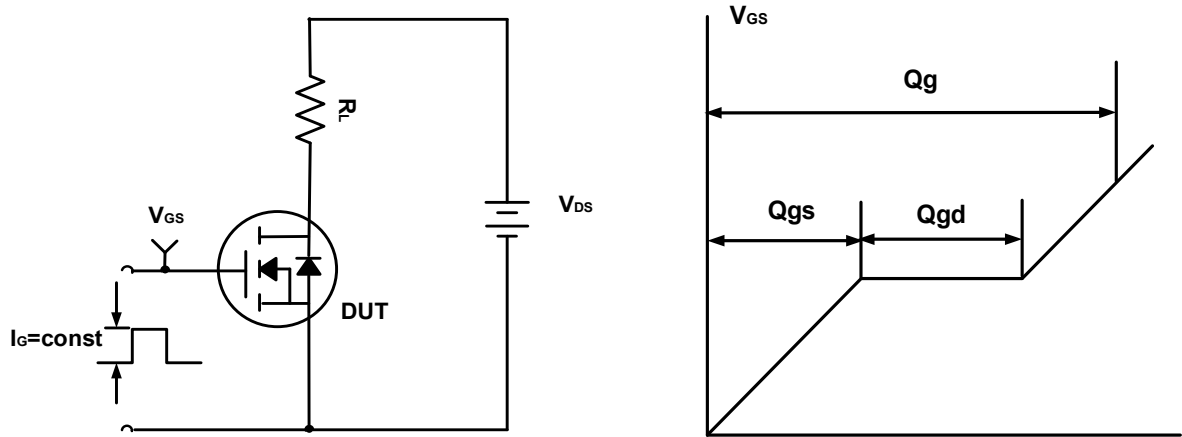 RL
VGS
VDS
DUT
IG=const
VGS
Qg
Qgs
Qgd